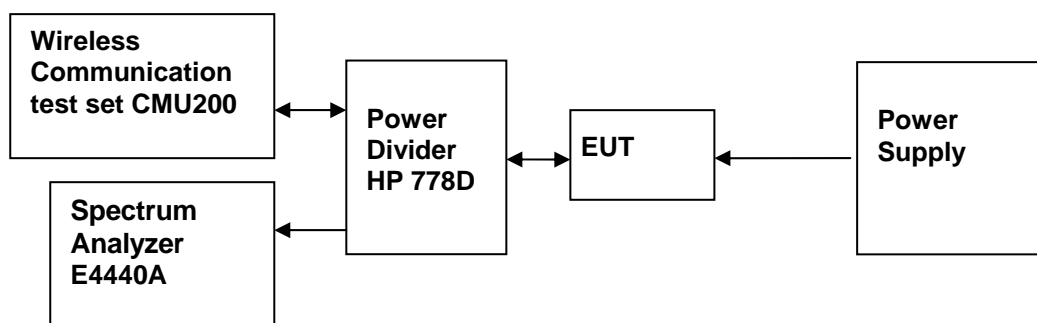 Wireless
Communication
test set CMU200
Power
Divider
HP 778D
EUT
Power
Supply
Spectrum
Analyzer
E4440A